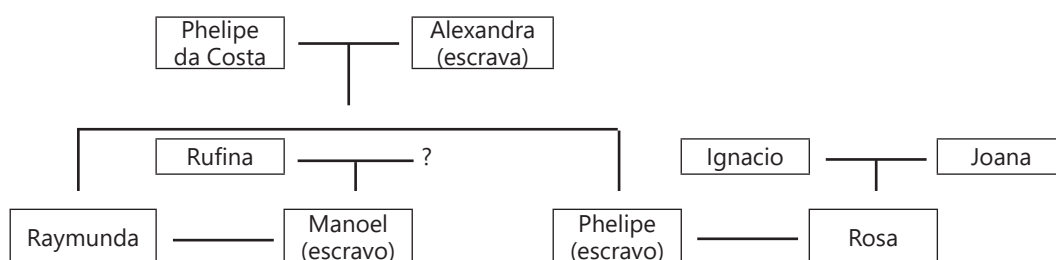 Phelipe
da Costa
Alexandra
(escrava)
Rufina
?
Ignacio
Joana
Raymunda
Manoel
(escravo)
Phelipe
(escravo)
Rosa